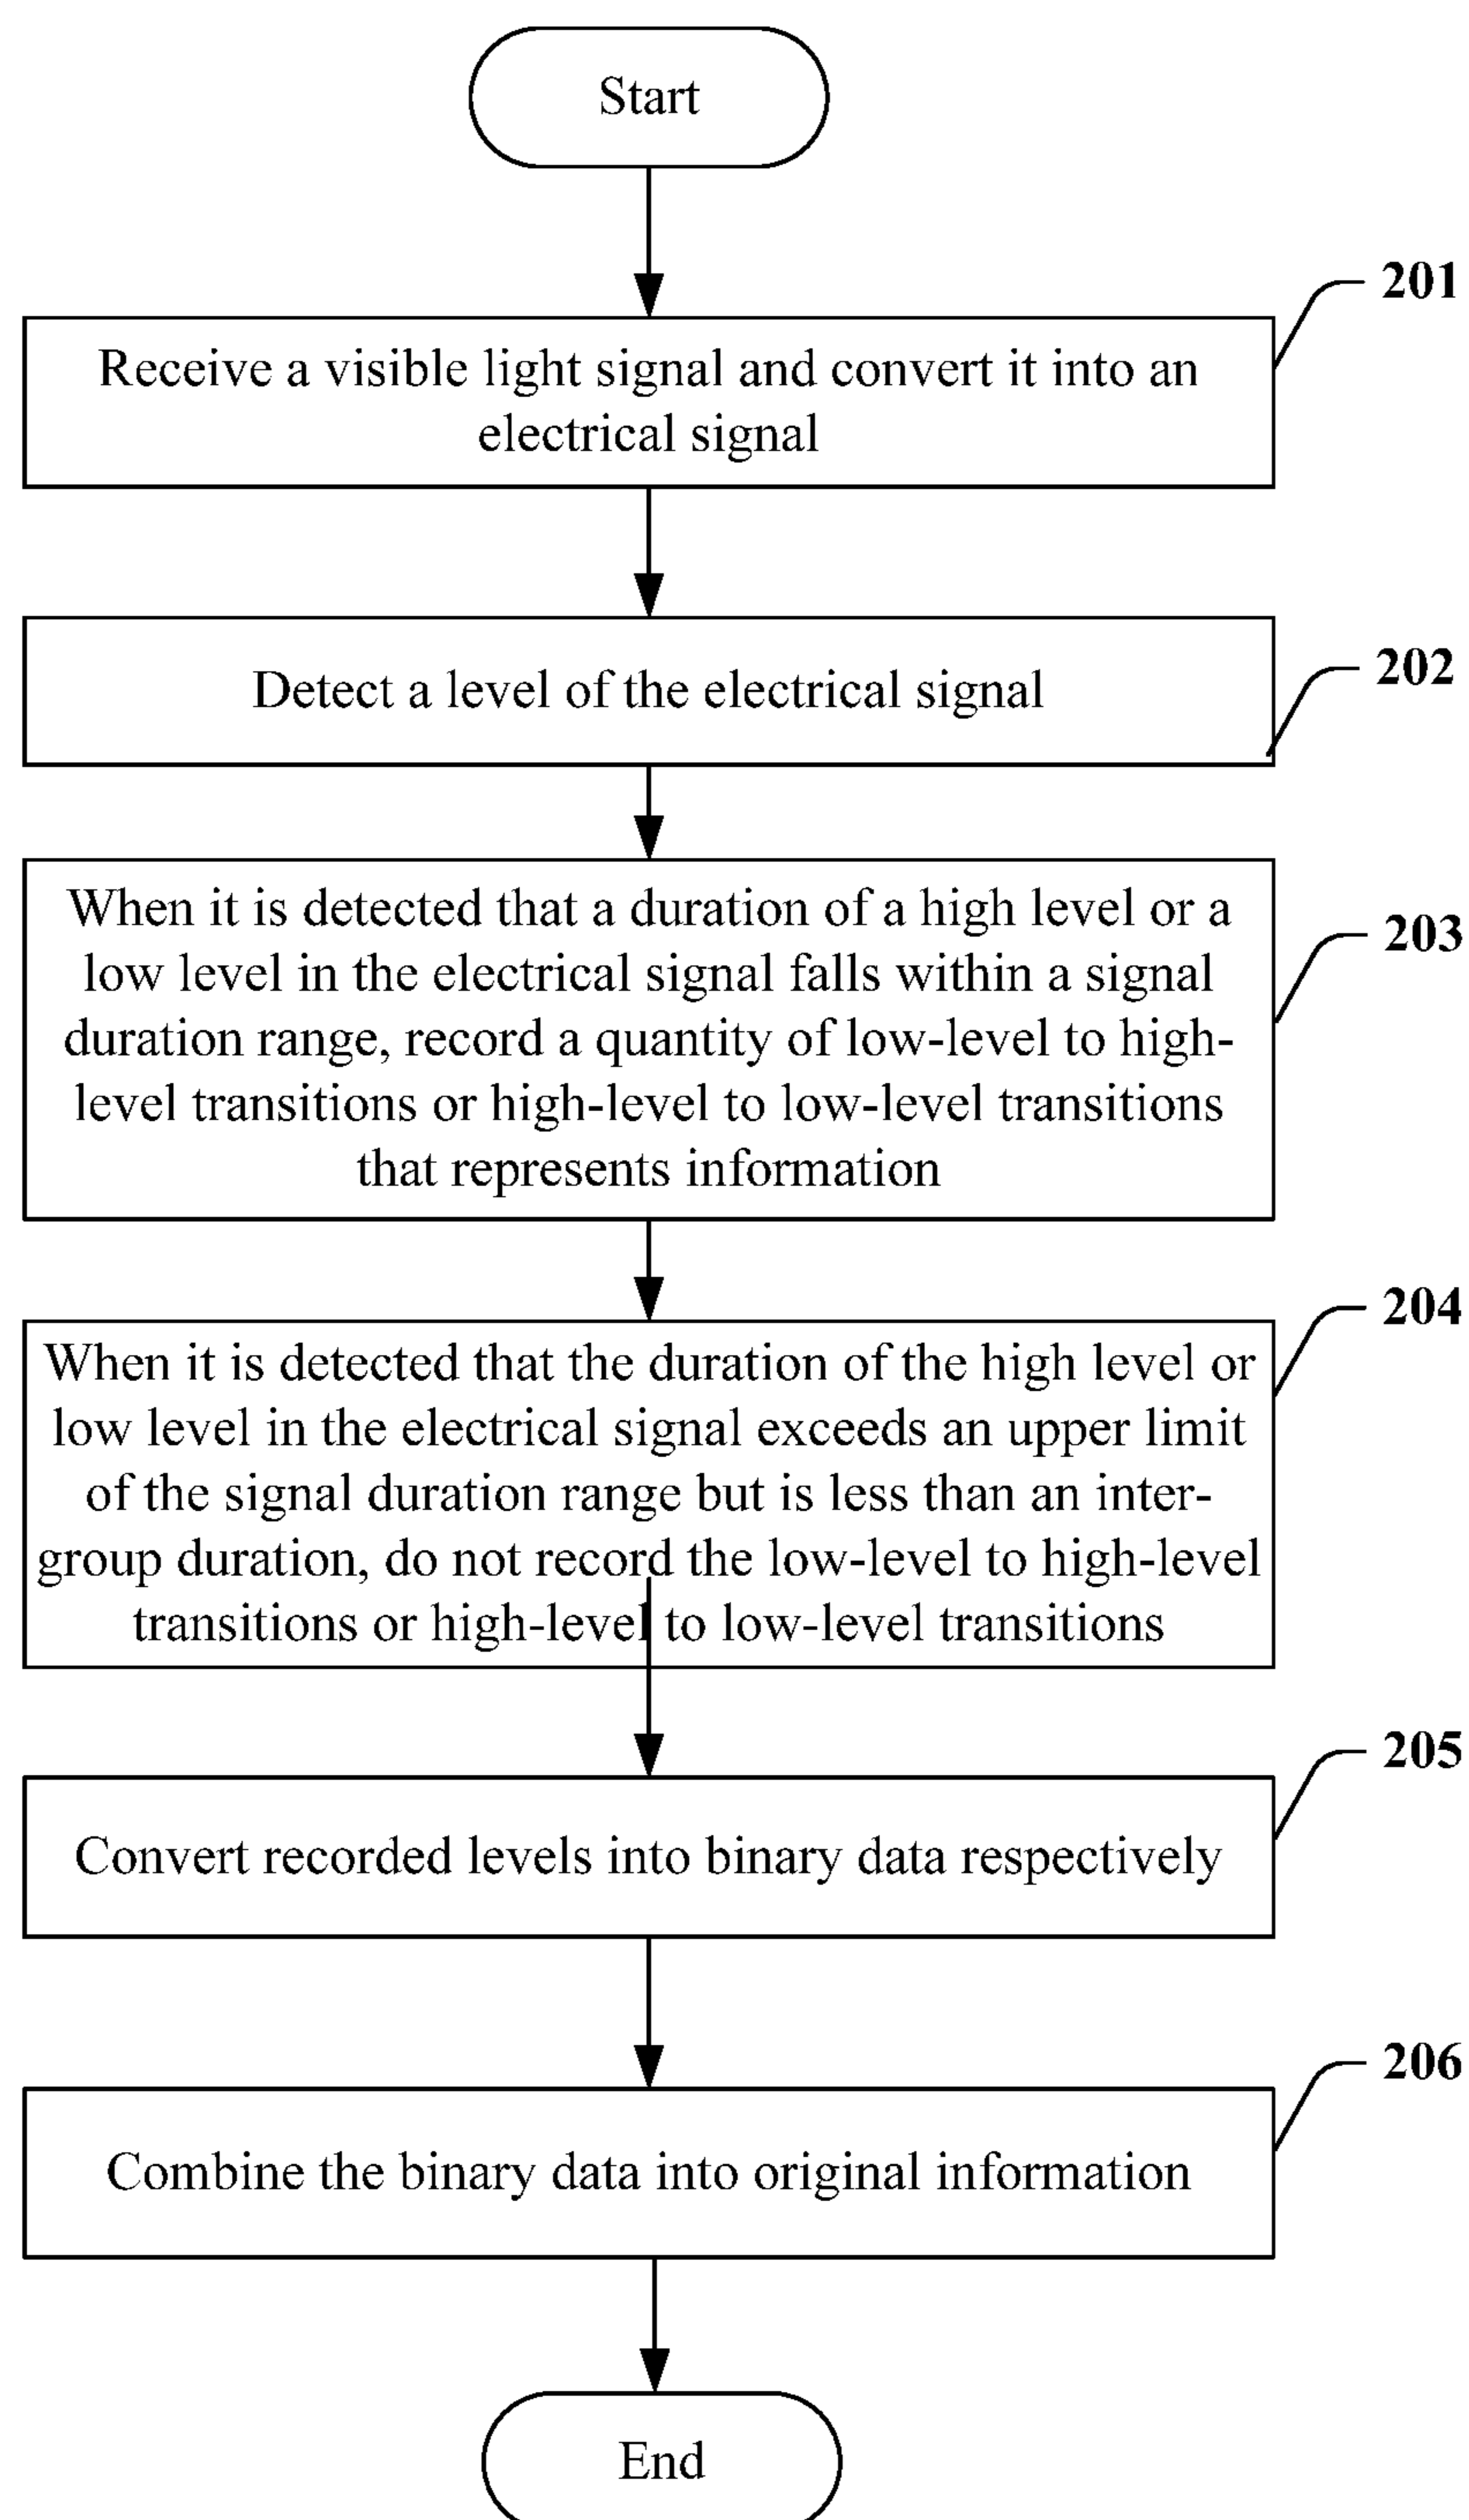 Start
201
Receive a visible light signal and convert it into an
electrical signal
202
Detect a level of the electrical signal
203
When it is detected that a duration of a high level or a
low level in the electrical signal falls within a signal
duration range, record a quantity of low-level to high-
level transitions or high-level to low-level transitions
that represents information
204
When it is detected that the duration of the high level or
low level in the electrical signal exceeds an upper limit
of the signal duration range but is less than an inter-
group duration, do not record the low-level to high-level
transitions or high-level to low-level transitions
205
Convert recorded levels into binary data respectively
206
Combine the binary data into original information
End